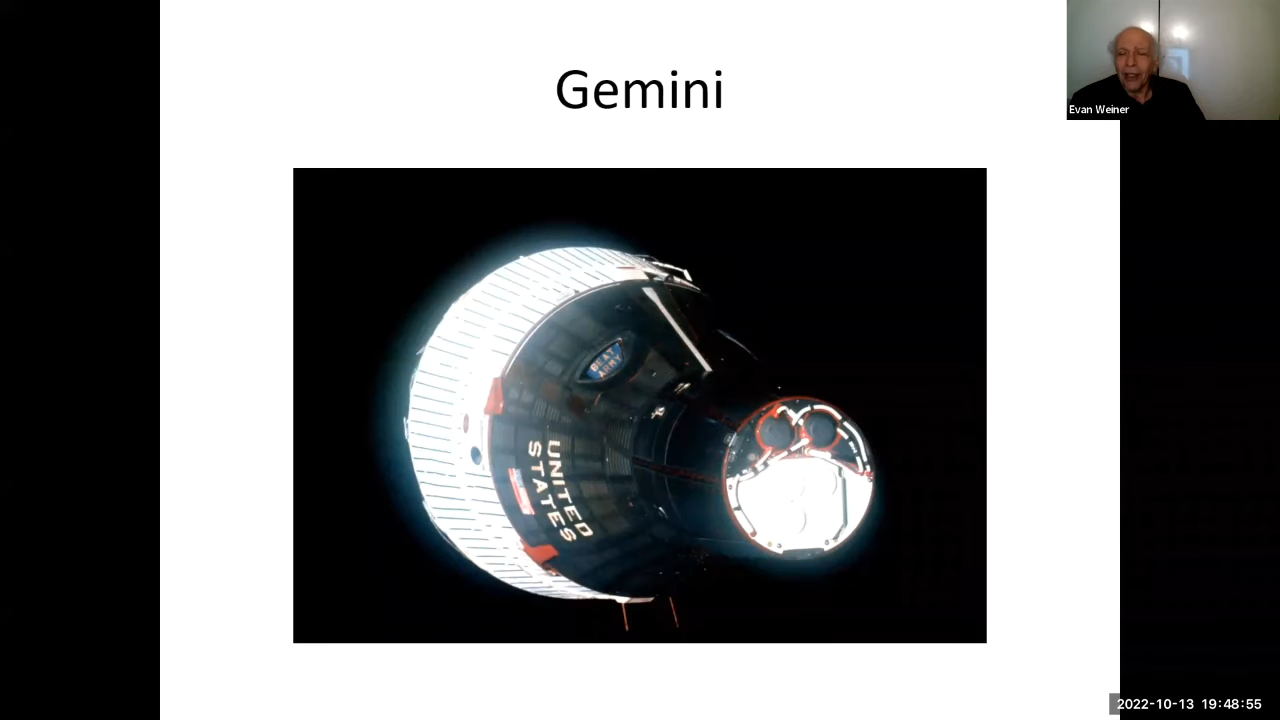 Gemini
Evan Weiner
BEAT
ARMY
UNITED
STATES
2022-10-13 19:48:55